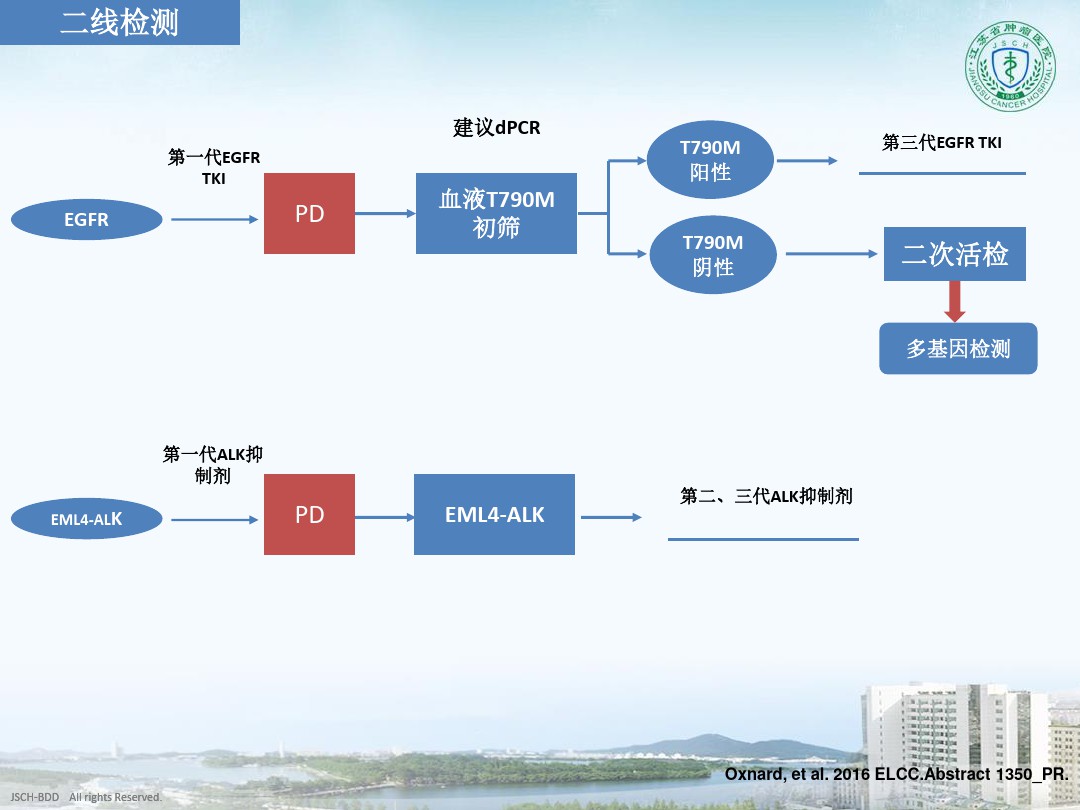 二线检测
江苏省肿瘤医院
JSCH
JIANGSU CANCER HOSPITAL
1960
建议dPCR
第一代EGFR
TKI
EGFR
PD
血液T790M
初筛
T790M
阳性
第三代EGFR TKI
T790M
阴性
二次活检
多基因检测
第一代ALK抑
制剂
EML4-ALK
PD
EML4-ALK
第二、三代ALK抑制剂
Oxnard, et al. 2016 ELCC.Abstract 1350_PR.
JSCH-BDD All rights Reserved.